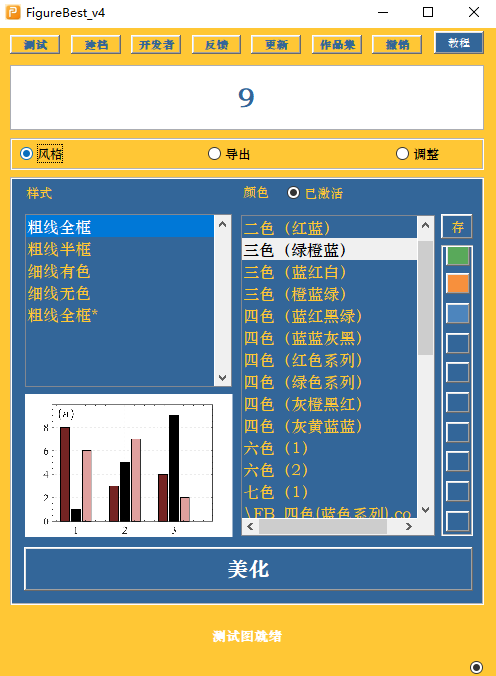 FigureBest_v4
测试 建档 开发者 反馈 更新 作品集 撤销 教程
9
风格 导出 调整
样式
粗线全框
粗线半框
细线有色
细线无色
粗线全框*
(a)
8
6
4
2
0
1 2 3
颜色 已激活
二色（红蓝）
三色（绿橙蓝）
三色（蓝红白）
三色（橙蓝绿）
四色（蓝红黑绿）
四色（蓝蓝灰黑）
四色（红色系列）
四色（绿色系列）
四色（灰橙黑红）
四色（灰黄蓝蓝）
六色（1）
六色（2）
七色（1）
\FB_四色(蓝色系列).co
存
美化
测试图就绪